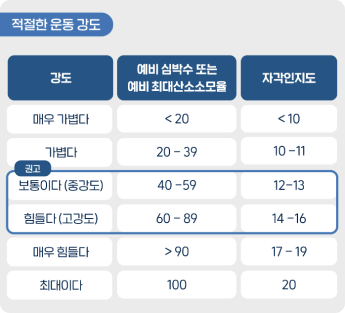 적절한 운동 강도
강도 예비 심박수 또는 예비 최대산소소모율 자각인지도
매우 가볍다 < 20 < 10
가볍다 20 – 39 10 –11
권고
보통이다 (중강도) 40 –59 12–13
힘들다 (고강도) 60 – 89 14 –16
매우 힘들다 > 90 17 – 19
최대이다 100 20